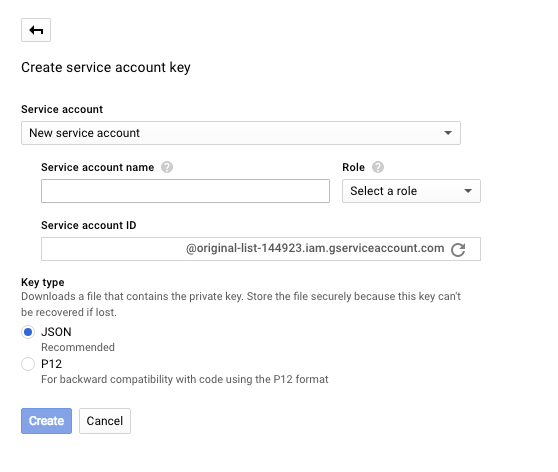 Create service account key
Service account
New service account
Service account name ?
Role ?
Select a role
Service account ID
@original-list-144923.iam.gserviceaccount.com
Key type
Downloads a file that contains the private key. Store the file securely because this key can't
be recovered if lost.
JSON
Recommended
P12
For backward compatibility with code using the P12 format
Create Cancel